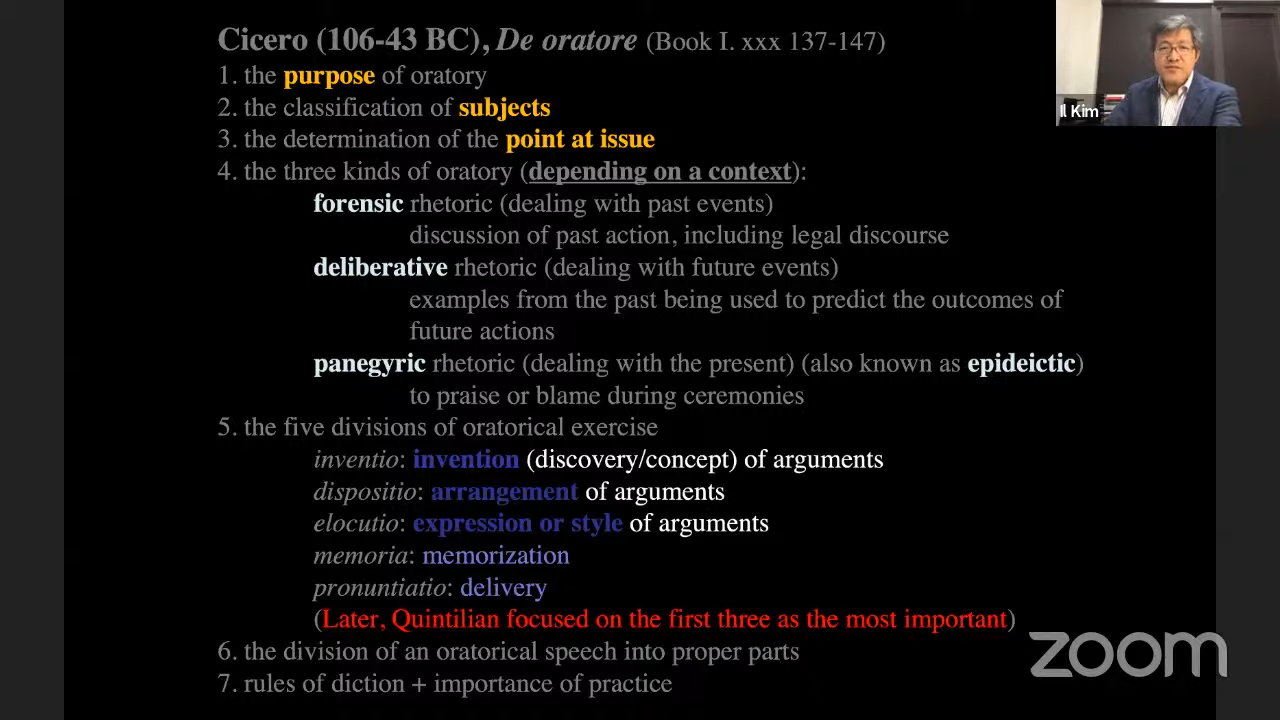 Cicero (106-43 BC), De oratore (Book I. xxx 137-147)
1. the purpose of oratory
2. the classification of subjects
3. the determination of the point at issue
4. the three kinds of oratory (depending on a context):
forensic rhetoric (dealing with past events)
discussion of past action, including legal discourse
deliberative rhetoric (dealing with future events)
examples from the past being used to predict the outcomes of
future actions
panegyric rhetoric (dealing with the present) (also known as epideictic)
to praise or blame during ceremonies
5. the five divisions of oratorical exercise
inventio: invention (discovery/concept) of arguments
dispositio: arrangement of arguments
elocutio: expression or style of arguments
memoria: memorization
pronuntiatio: delivery
(Later, Quintilian focused on the first three as the most important)
6. the division of an oratorical speech into proper parts
7. rules of diction + importance of practice
Il Kim
zoom